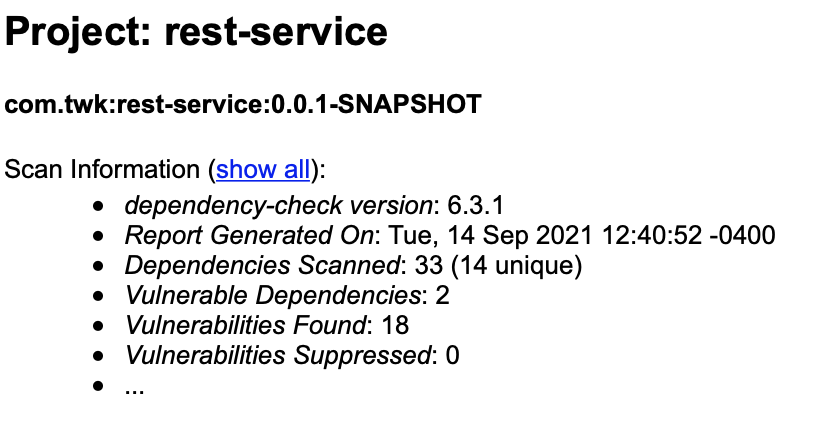 Project: rest-service
com.twk:rest-service:0.0.1-SNAPSHOT
Scan Information (show all):
• dependency-check version: 6.3.1
• Report Generated On: Tue, 14 Sep 2021 12:40:52 -0400
• Dependencies Scanned: 33 (14 unique)
• Vulnerable Dependencies: 2
• Vulnerabilities Found: 18
• Vulnerabilities Suppressed: 0
• ...